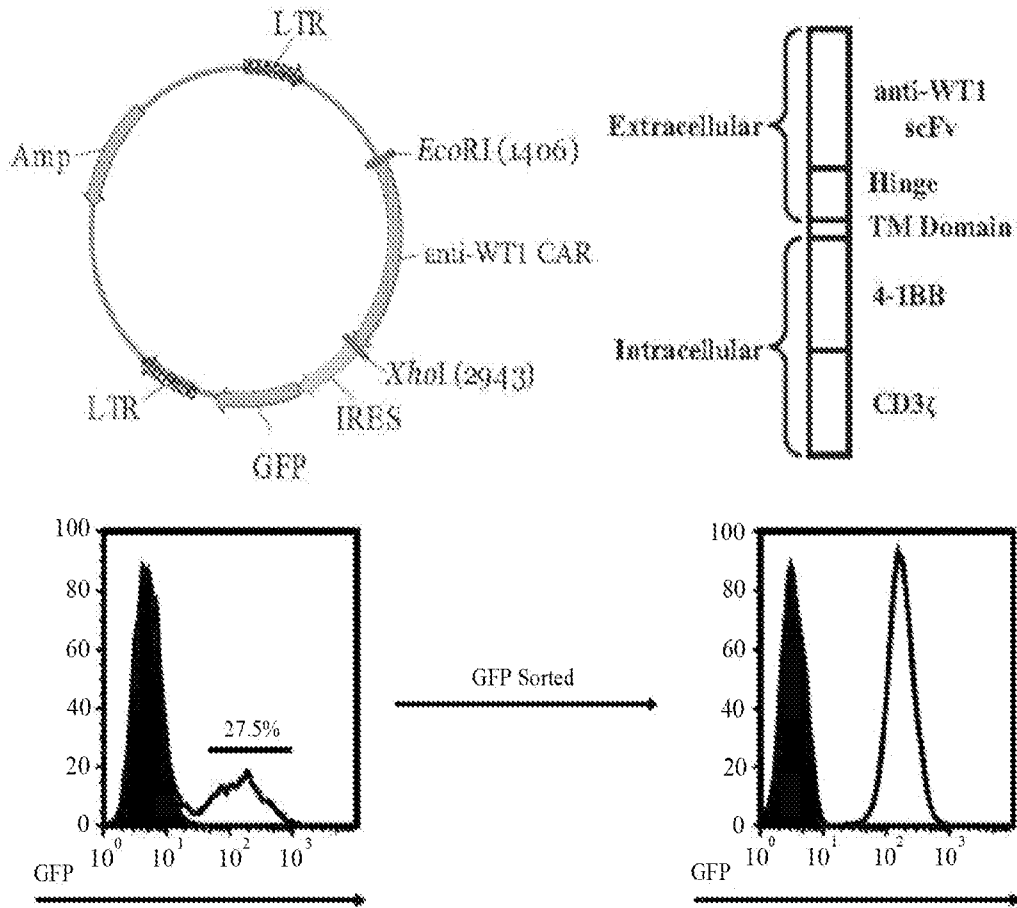 LTR
Amp
EcoRI (1406)
anti-WT1 CAR
XhoI (2943)
IRES
GFP
LTR
Extracellular
anti-WT1
scFv
Hinge
TM Domain
Intracellular
4-1BB
CD3ζ
100
80
60
40
20
0
27.5%
10⁰ 10¹ 10² 10³
GFP
GFP Sorted
100
80
60
40
20
0
10⁰ 10¹ 10² 10³
GFP